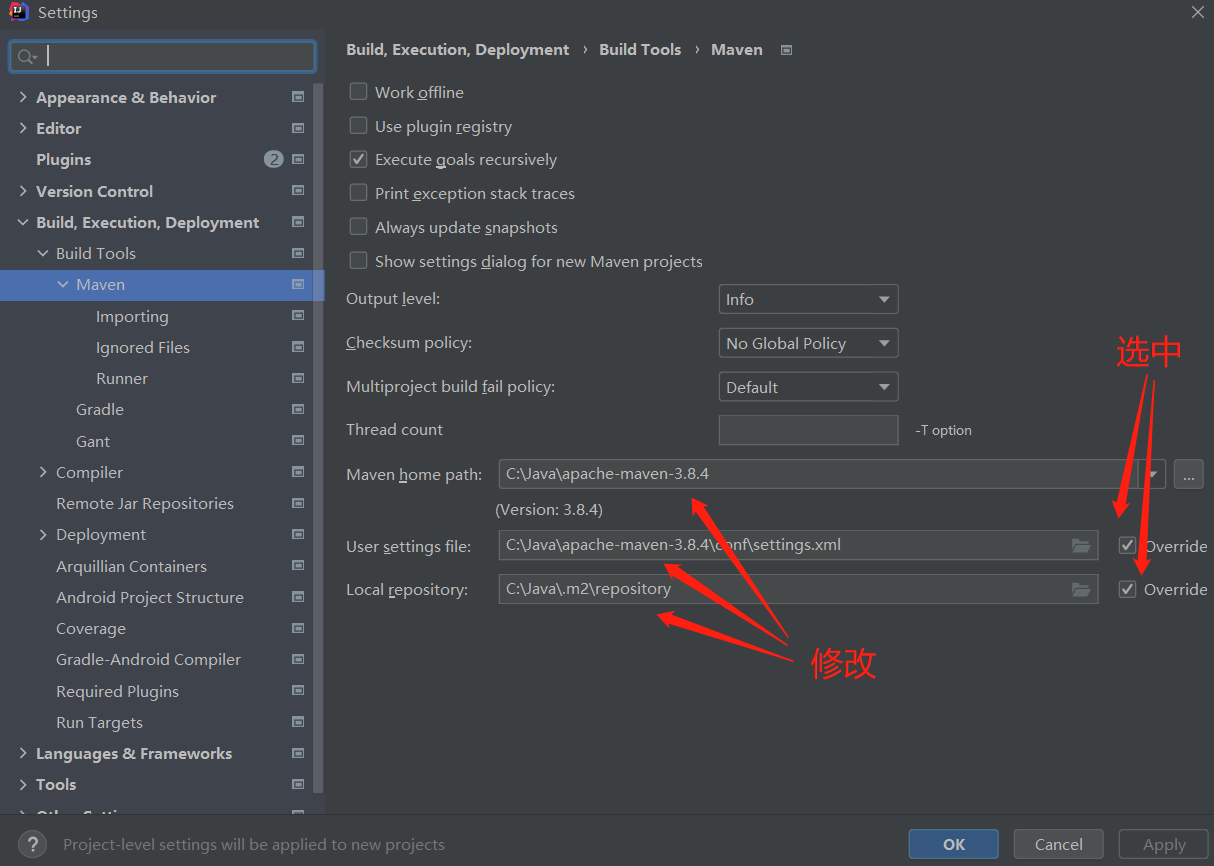 Settings
Build, Execution, Deployment › Build Tools › Maven
Appearance & Behavior
Editor
Plugins 2
Version Control
Build, Execution, Deployment
Build Tools
Maven
Importing
Ignored Files
Runner
Gradle
Gant
Compiler
Remote Jar Repositories
Deployment
Arquillian Containers
Android Project Structure
Coverage
Gradle-Android Compiler
Required Plugins
Run Targets
Languages & Frameworks
Tools
Work offline
Use plugin registry
Execute goals recursively
Print exception stack traces
Always update snapshots
Show settings dialog for new Maven projects
Output level: Info
Checksum policy: No Global Policy
Multiproject build fail policy: Default
Thread count -T option
Maven home path: C:\Java\apache-maven-3.8.4 ...
(Version: 3.8.4)
User settings file: C:\Java\apache-maven-3.8.4\conf\settings.xml Override
Local repository: C:\Java\.m2\repository Override
选中
修改
? Project-level settings will be applied to new projects
OK Cancel Apply